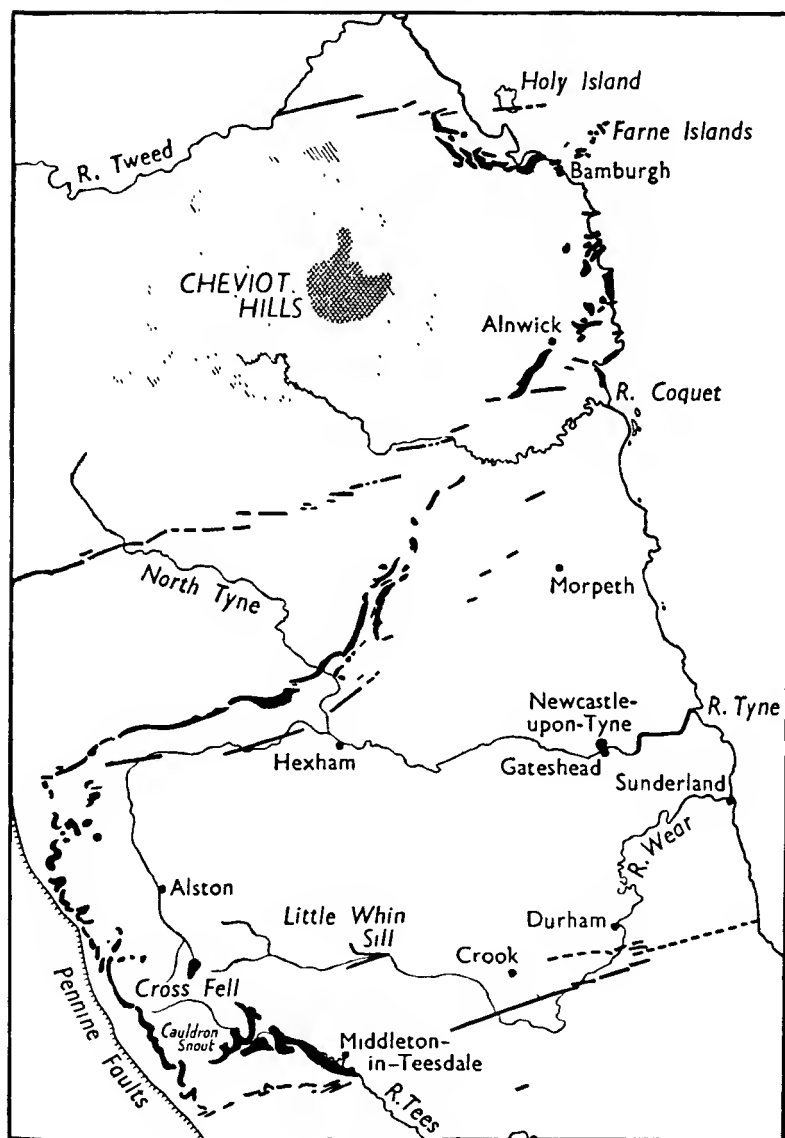 Holy Island
Farne Islands
R. Tweed
Bamburgh
CHEVIOT
HILLS
Alnwick
R. Coquet
North Tyne
Morpeth
Newcastle-
upon-Tyne
R. Tyne
Hexham
Gateshead
Sunderland
R. Wear
Alston
Little Whin
Sill
Durham
Crook
Cross Fell
Pennine Faults
Cauldron
Snout
Middleton-
in-Teesdale
R. Tees